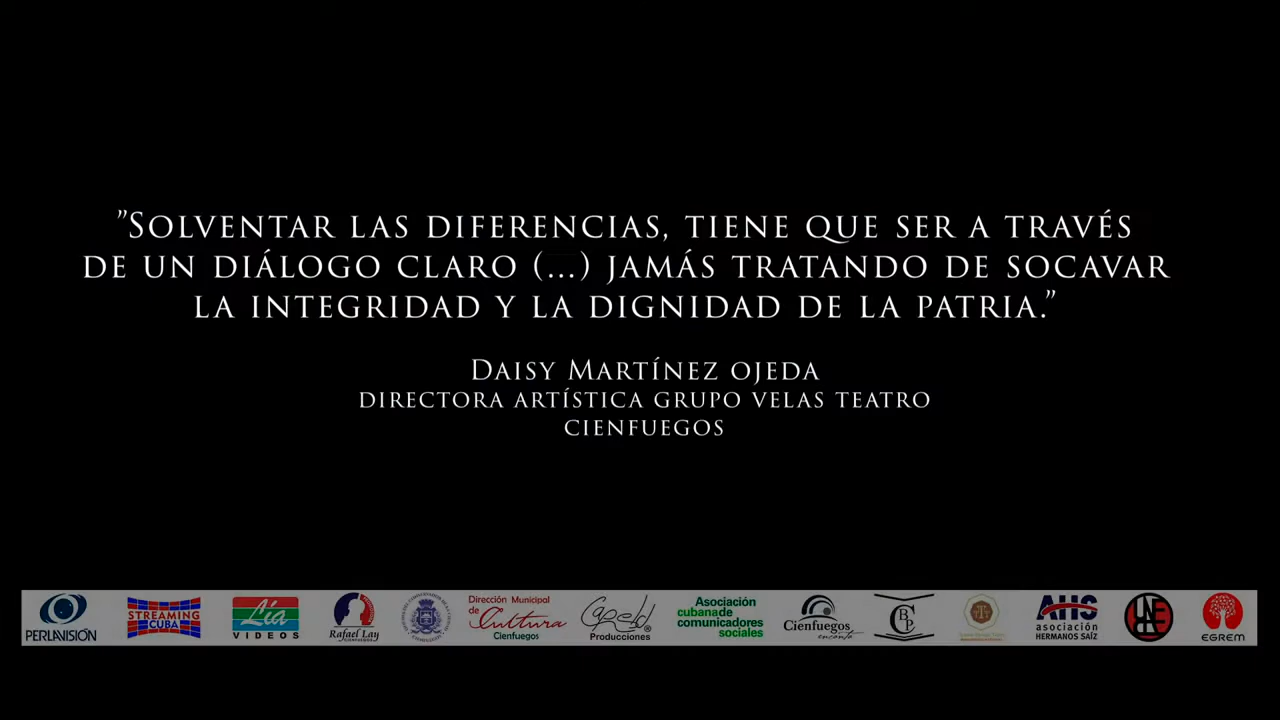 ”Solventar las diferencias, tiene que ser a través
de un diálogo claro (...) jamás tratando de socavar
la integridad y la dignidad de la patria.”
Daisy Martínez ojeda
directora artística grupo velas teatro
cienfuegos
PERLAVISIÓN
STREAMING
CUBA
Lía
VIDEOS
Rafael Lay
CIENFUEGOS
Dirección Municipal
de Cultura
Cienfuegos
Producciones
Asociación
cubana de
comunicadores
sociales
Cienfuegos
encanta
AHS
asociación
HERMANOS SAÍZ
EGREM